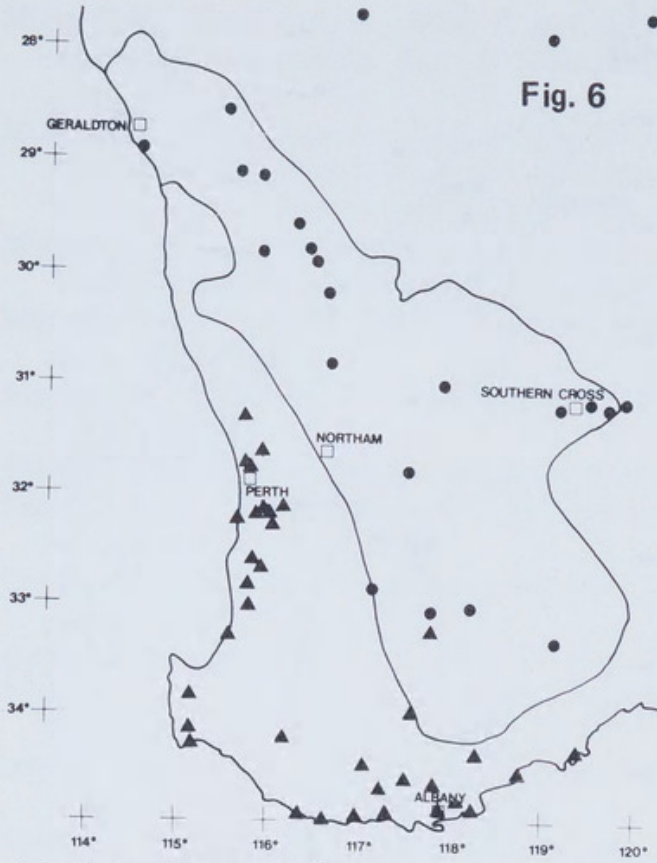 28°
Fig. 6
GERALDTON
29°
30°
31°
SOUTHERN CROSS
NORTHAM
32°
PERTH
33°
34°
ALBANY
114°
115°
116°
117°
118°
119°
120°